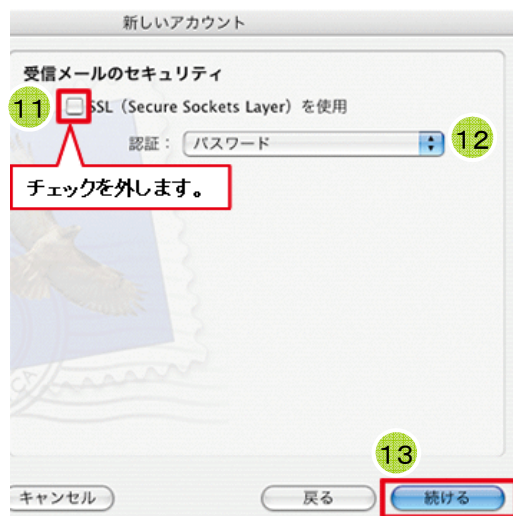 新しいアカウント
受信メールのセキュリティ
11 SSL（Secure Sockets Layer）を使用
認証： パスワード 12
チェックを外します。
CA
13
キャンセル 戻る 続ける